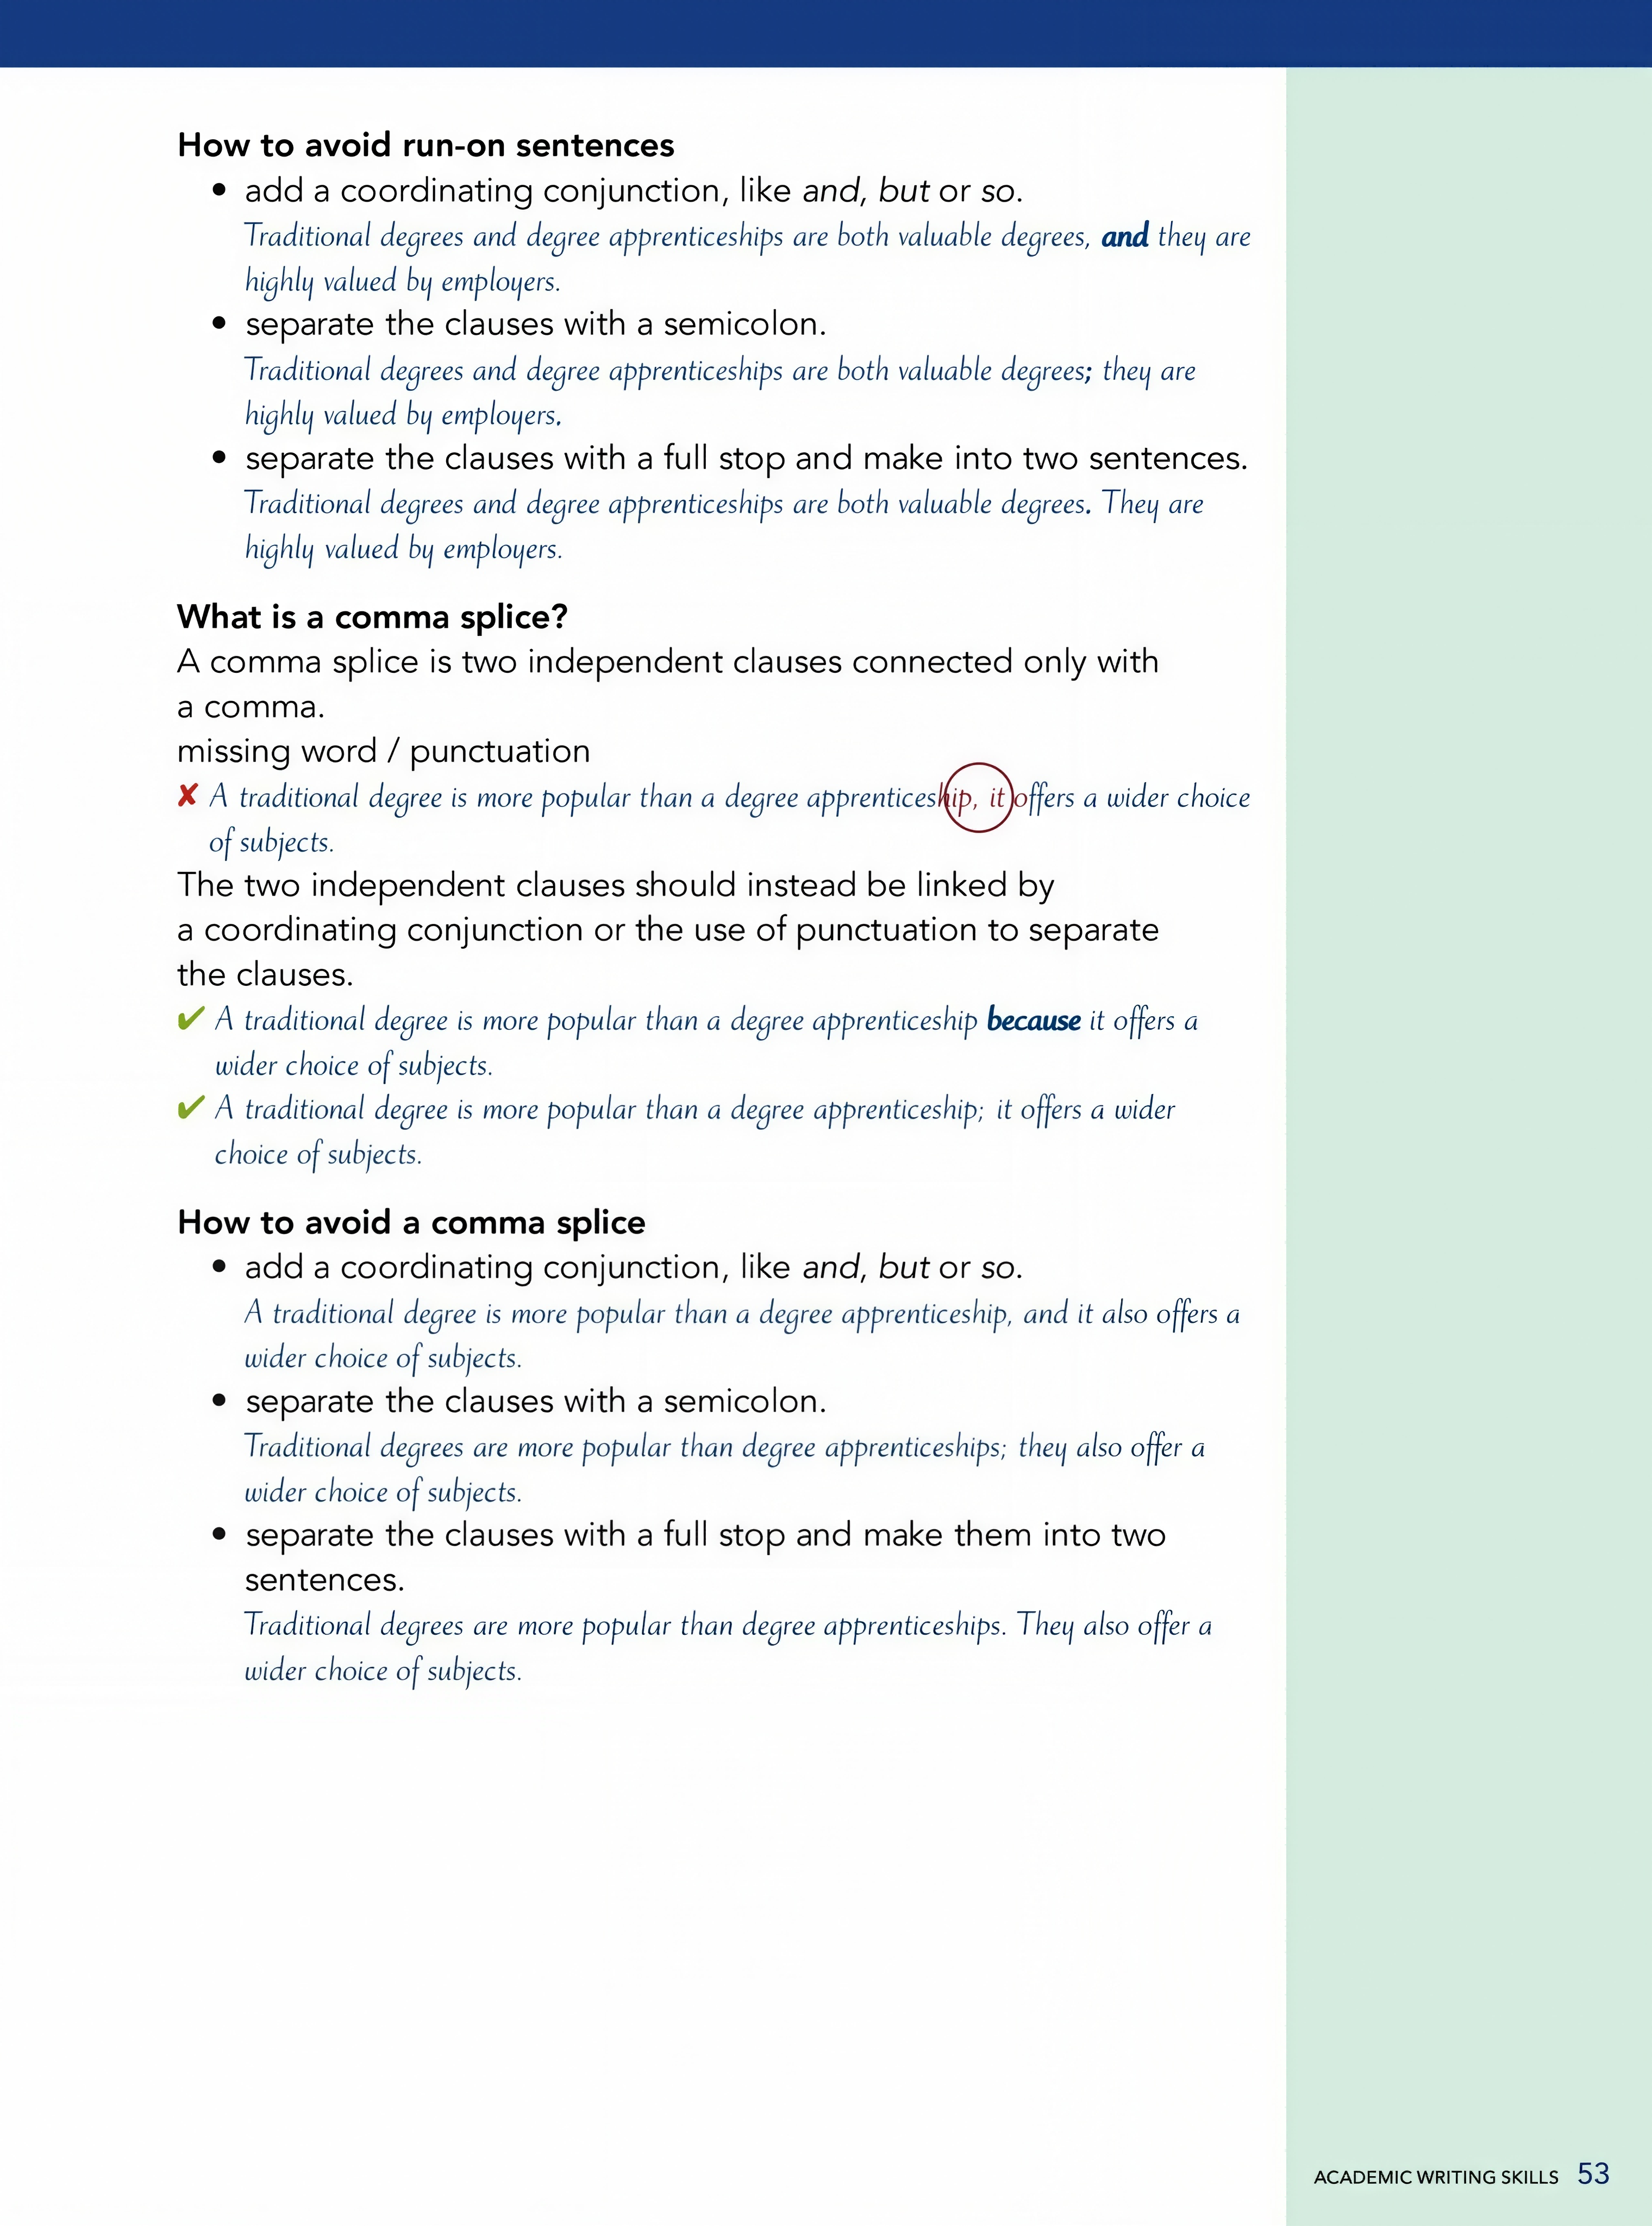 How to avoid run-on sentences
• add a coordinating conjunction, like and, but or so.
Traditional degrees and degree apprenticeships are both valuable degrees, and they are
highly valued by employers.
• separate the clauses with a semicolon.
Traditional degrees and degree apprenticeships are both valuable degrees; they are
highly valued by employers.
• separate the clauses with a full stop and make into two sentences.
Traditional degrees and degree apprenticeships are both valuable degrees. They are
highly valued by employers.
What is a comma splice?
A comma splice is two independent clauses connected only with
a comma.
missing word / punctuation
✘ A traditional degree is more popular than a degree apprenticeship, it offers a wider choice
of subjects.
The two independent clauses should instead be linked by
a coordinating conjunction or the use of punctuation to separate
the clauses.
✔ A traditional degree is more popular than a degree apprenticeship because it offers a
wider choice of subjects.
✔ A traditional degree is more popular than a degree apprenticeship; it offers a wider
choice of subjects.
How to avoid a comma splice
• add a coordinating conjunction, like and, but or so.
A traditional degree is more popular than a degree apprenticeship, and it also offers a
wider choice of subjects.
• separate the clauses with a semicolon.
Traditional degrees are more popular than degree apprenticeships; they also offer a
wider choice of subjects.
• separate the clauses with a full stop and make them into two
sentences.
Traditional degrees are more popular than degree apprenticeships. They also offer a
wider choice of subjects.
ACADEMIC WRITING SKILLS 53